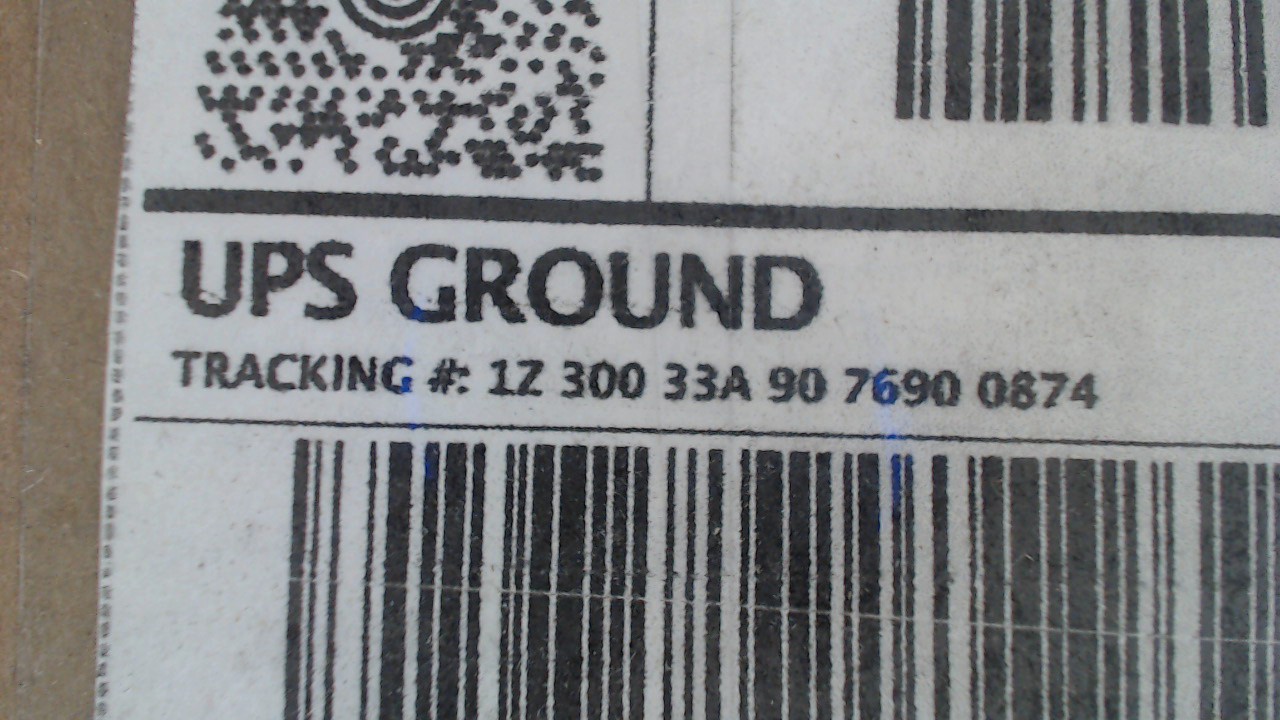 UPS GROUND
TRACKING #: 1Z 300 33A 90 7690 0874